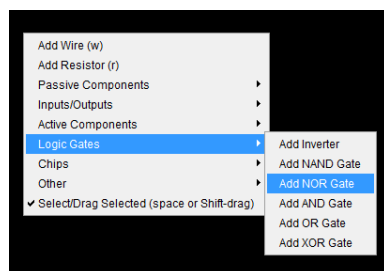 Add Wire (w)
Add Resistor (r)
Passive Components
Inputs/Outputs
Active Components
Logic Gates
Chips
Other
Select/Drag Selected (space or Shift-drag)
Add Inverter
Add NAND Gate
Add NOR Gate
Add AND Gate
Add OR Gate
Add XOR Gate